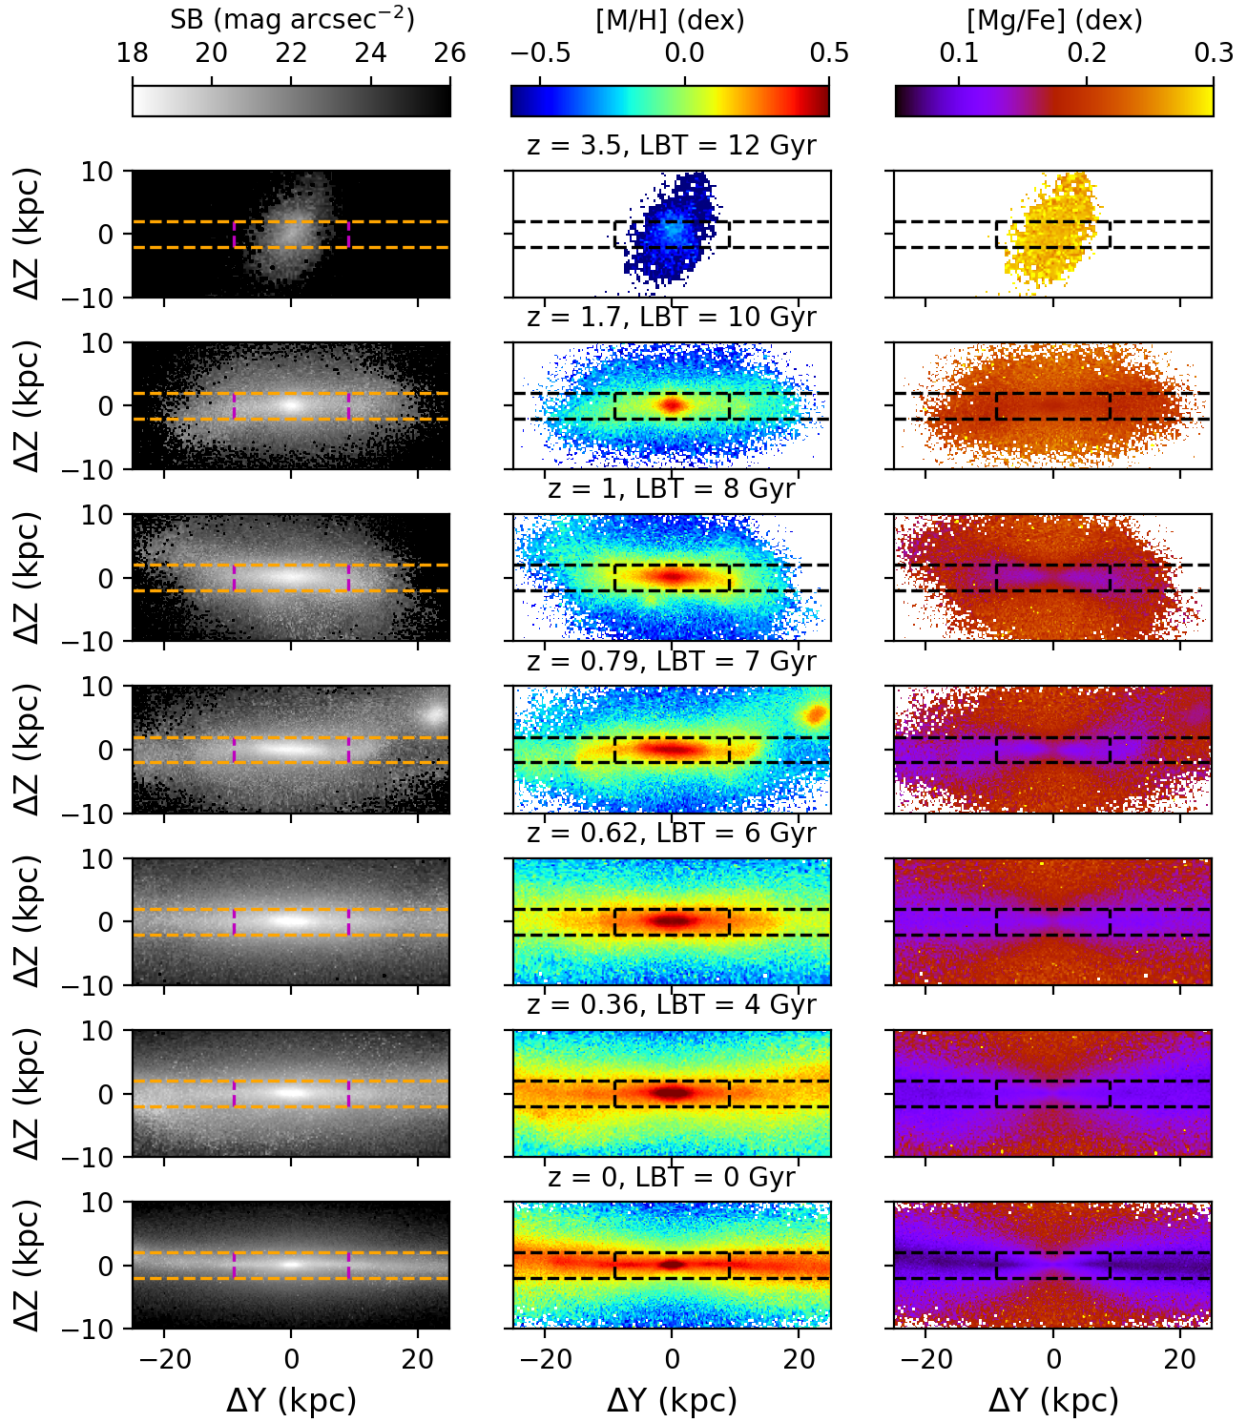 SB (mag arcsec⁻²) [M/H] (dex) [Mg/Fe] (dex)
18 20 22 24 26 −0.5 0.0 0.5 0.1 0.2 0.3
z = 3.5, LBT = 12 Gyr
10
0
−10
ΔZ (kpc)
z = 1.7, LBT = 10 Gyr
10
0
−10
ΔZ (kpc)
z = 1, LBT = 8 Gyr
10
0
−10
ΔZ (kpc)
z = 0.79, LBT = 7 Gyr
10
0
−10
ΔZ (kpc)
z = 0.62, LBT = 6 Gyr
10
0
−10
ΔZ (kpc)
z = 0.36, LBT = 4 Gyr
10
0
−10
ΔZ (kpc)
z = 0, LBT = 0 Gyr
10
0
−10
ΔZ (kpc)
−20 0 20 −20 0 20 −20 0 20
ΔY (kpc) ΔY (kpc) ΔY (kpc)